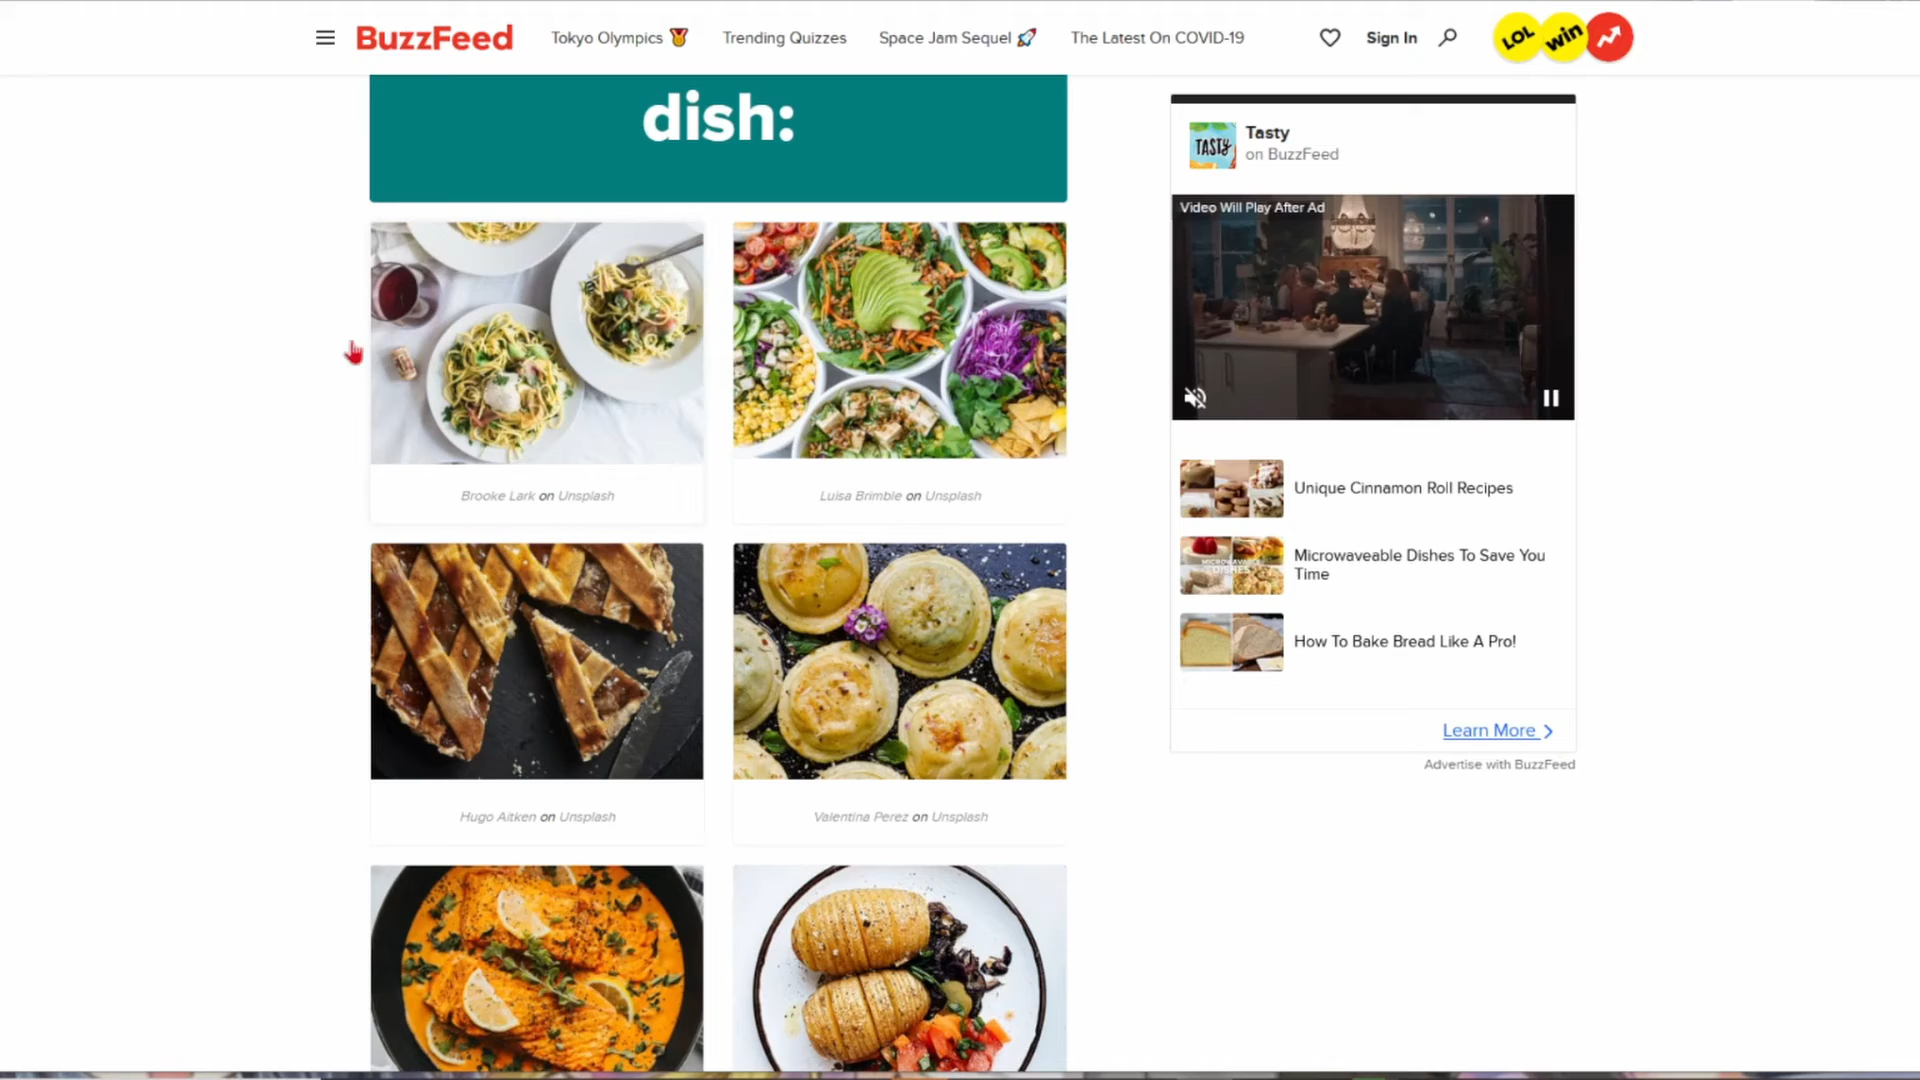 BuzzFeed
Tokyo Olympics
Trending Quizzes
Space Jam Sequel
The Latest On COVID-19
Sign In
LOL
win
dish:
Brooke Lark on Unsplash
Luisa Brimble on Unsplash
Hugo Aitken on Unsplash
Valentina Perez on Unsplash
TASTY
Tasty
on BuzzFeed
Video Will Play After Ad
Unique Cinnamon Roll Recipes
MICROWAVABLE
DISHES
Microwaveable Dishes To Save You
Time
How To Bake Bread Like A Pro!
Learn More
Advertise with BuzzFeed